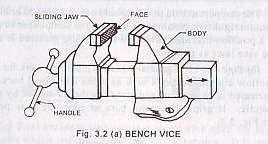 SLIDING JAW
FACE
BODY
HANDLE
Fig. 3.2 (a) BENCH VICE